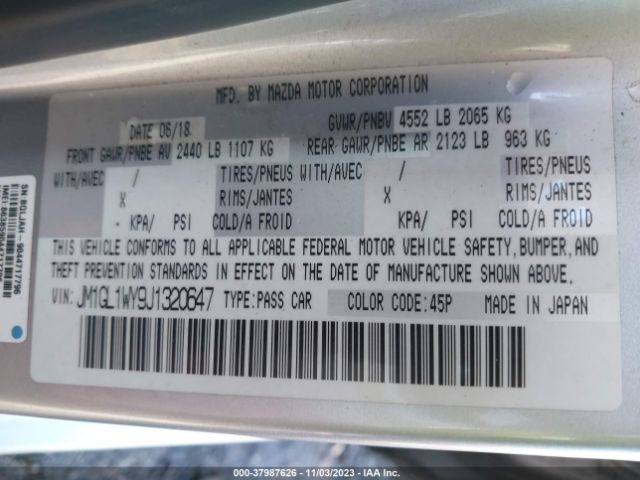 MFD. BY MAZDA MOTOR CORPORATION
DATE 06/18 GVWR/PNBV 4552 LB 2065 KG
FRONT GAWR/PNBE AV 2440 LB 1107 KG REAR GAWR/PNBE AR 2123 LB 963 KG
WITH/AVEC / TIRES/PNEUS WITH/AVEC / TIRES/PNEUS
X RIMS/JANTES X RIMS/JANTES
- KPA/ PSI COLD/A FROID KPA/ PSI COLD/A FROID
THIS VEHICLE CONFORMS TO ALL APPLICABLE FEDERAL MOTOR VEHICLE SAFETY, BUMPER, AND
THEFT PREVENTION STANDARDS IN EFFECT ON THE DATE OF MANUFACTURE SHOWN ABOVE.
VIN: JM1GL1WY9J1320647 TYPE:PASS CAR COLOR CODE:45P MADE IN JAPAN
000-37987626 - 11/03/2023 - IAA Inc.